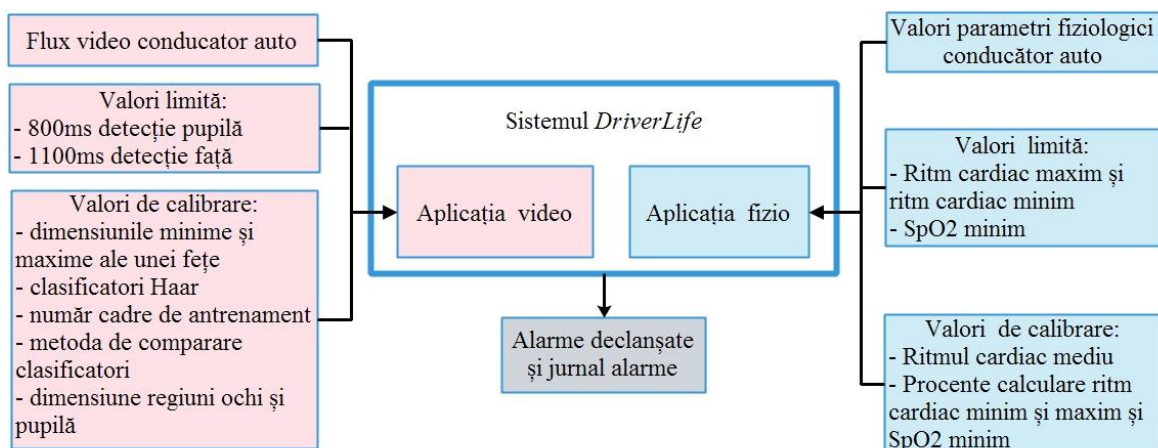 Flux video conducator auto
Valori limită:
- 800ms detecție pupilă
- 1100ms detecție față
Valori de calibrare:
- dimensiunile minime și
maxime ale unei fețe
- clasificatori Haar
- număr cadre de antrenament
- metoda de comparare
clasificatori
- dimensiune regiuni ochi și
pupilă
Sistemul DriverLife
Aplicația video
Aplicația fizio
Alarme declanșate
și jurnal alarme
Valori parametri fiziologici
conducător auto
Valori limită:
- Ritm cardiac maxim și
ritm cardiac minim
- SpO2 minim
Valori de calibrare:
- Ritmul cardiac mediu
- Procente calculare ritm
cardiac minim și maxim și
SpO2 minim